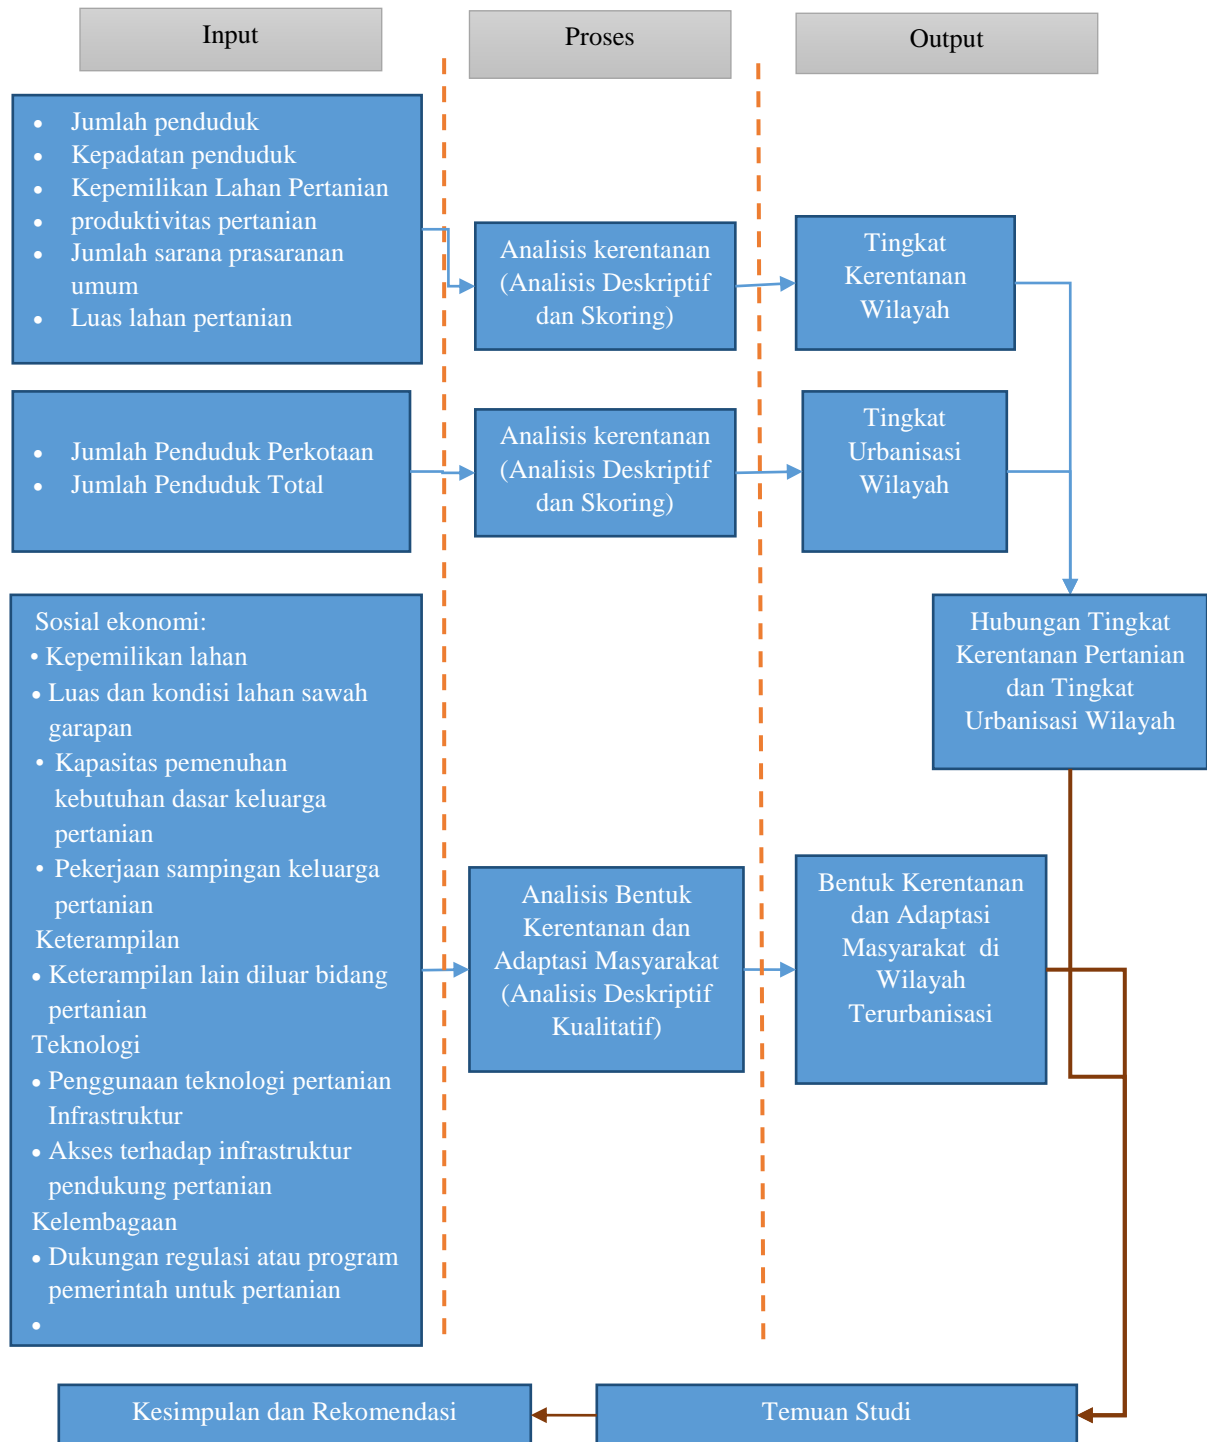 Input
Proses
Output
• Jumlah penduduk
• Kepadatan penduduk
• Kepemilikan Lahan Pertanian
• produktivitas pertanian
• Jumlah sarana prasaranan
umum
• Luas lahan pertanian
Analisis kerentanan
(Analisis Deskriptif
dan Skoring)
Tingkat
Kerentanan
Wilayah
• Jumlah Penduduk Perkotaan
• Jumlah Penduduk Total
Analisis kerentanan
(Analisis Deskriptif
dan Skoring)
Tingkat
Urbanisasi
Wilayah
Hubungan Tingkat
Kerentanan Pertanian
dan Tingkat
Urbanisasi Wilayah
Sosial ekonomi:
• Kepemilikan lahan
• Luas dan kondisi lahan sawah
garapan
• Kapasitas pemenuhan
kebutuhan dasar keluarga
pertanian
• Pekerjaan sampingan keluarga
pertanian
Keterampilan
• Keterampilan lain diluar bidang
pertanian
Teknologi
• Penggunaan teknologi pertanian
Infrastruktur
• Akses terhadap infrastruktur
pendukung pertanian
Kelembagaan
• Dukungan regulasi atau program
pemerintah untuk pertanian
•
Analisis Bentuk
Kerentanan dan
Adaptasi Masyarakat
(Analisis Deskriptif
Kualitatif)
Bentuk Kerentanan
dan Adaptasi
Masyarakat di
Wilayah
Terurbanisasi
Kesimpulan dan Rekomendasi
Temuan Studi